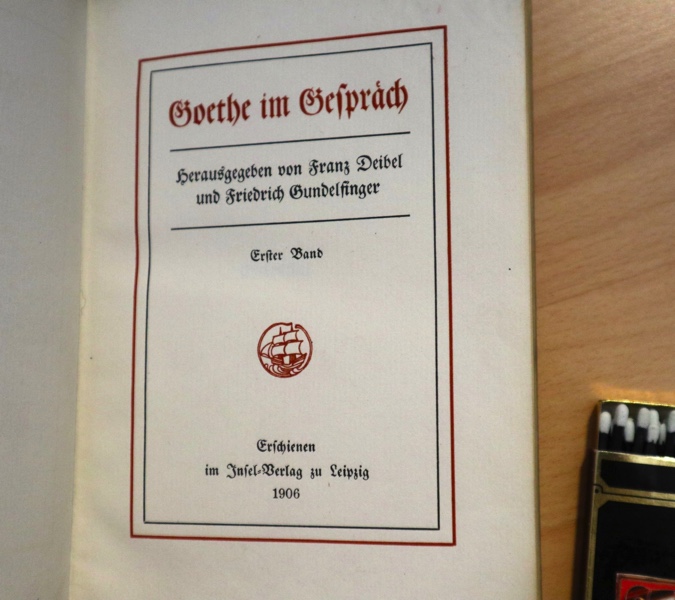 Goethe im Geſpräch
Herausgegeben von Franz Deibel
und Friedrich Gundelfinger
Erſter Band
Erſchienen
im Inſel-Verlag zu Leipzig
1906